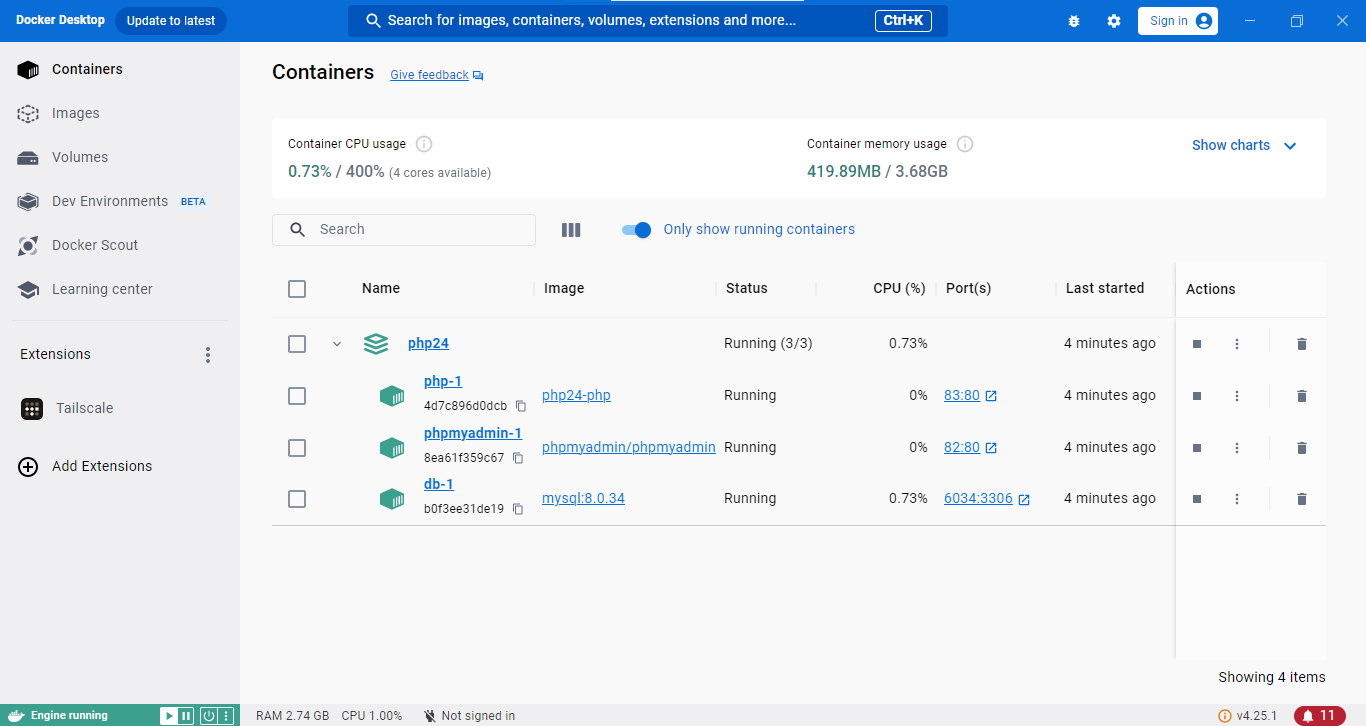 Docker Desktop Update to latest Search for images, containers, volumes, extensions and more... Ctrl+K Sign in
Containers
Images
Volumes
Dev Environments BETA
Docker Scout
Learning center
Extensions
Tailscale
Add Extensions
Containers Give feedback
Container CPU usage
0.73% / 400% (4 cores available)
Container memory usage
419.89MB / 3.68GB
Show charts
Search
Only show running containers
Name Image Status CPU (%) Port(s) Last started Actions
php24 Running (3/3) 0.73% 4 minutes ago
php-1 
4d7c896d0dcb php24-php Running 0% 83:80 4 minutes ago
phpmyadmin-1
8ea61f359c67 phpmyadmin/phpmyadmin Running 0% 82:80 4 minutes ago
db-1
b0f3ee31de19 mysql:8.0.34 Running 0.73% 6034:3306 4 minutes ago
Showing 4 items
Engine running RAM 2.74 GB CPU 1.00% Not signed in v4.25.1 11